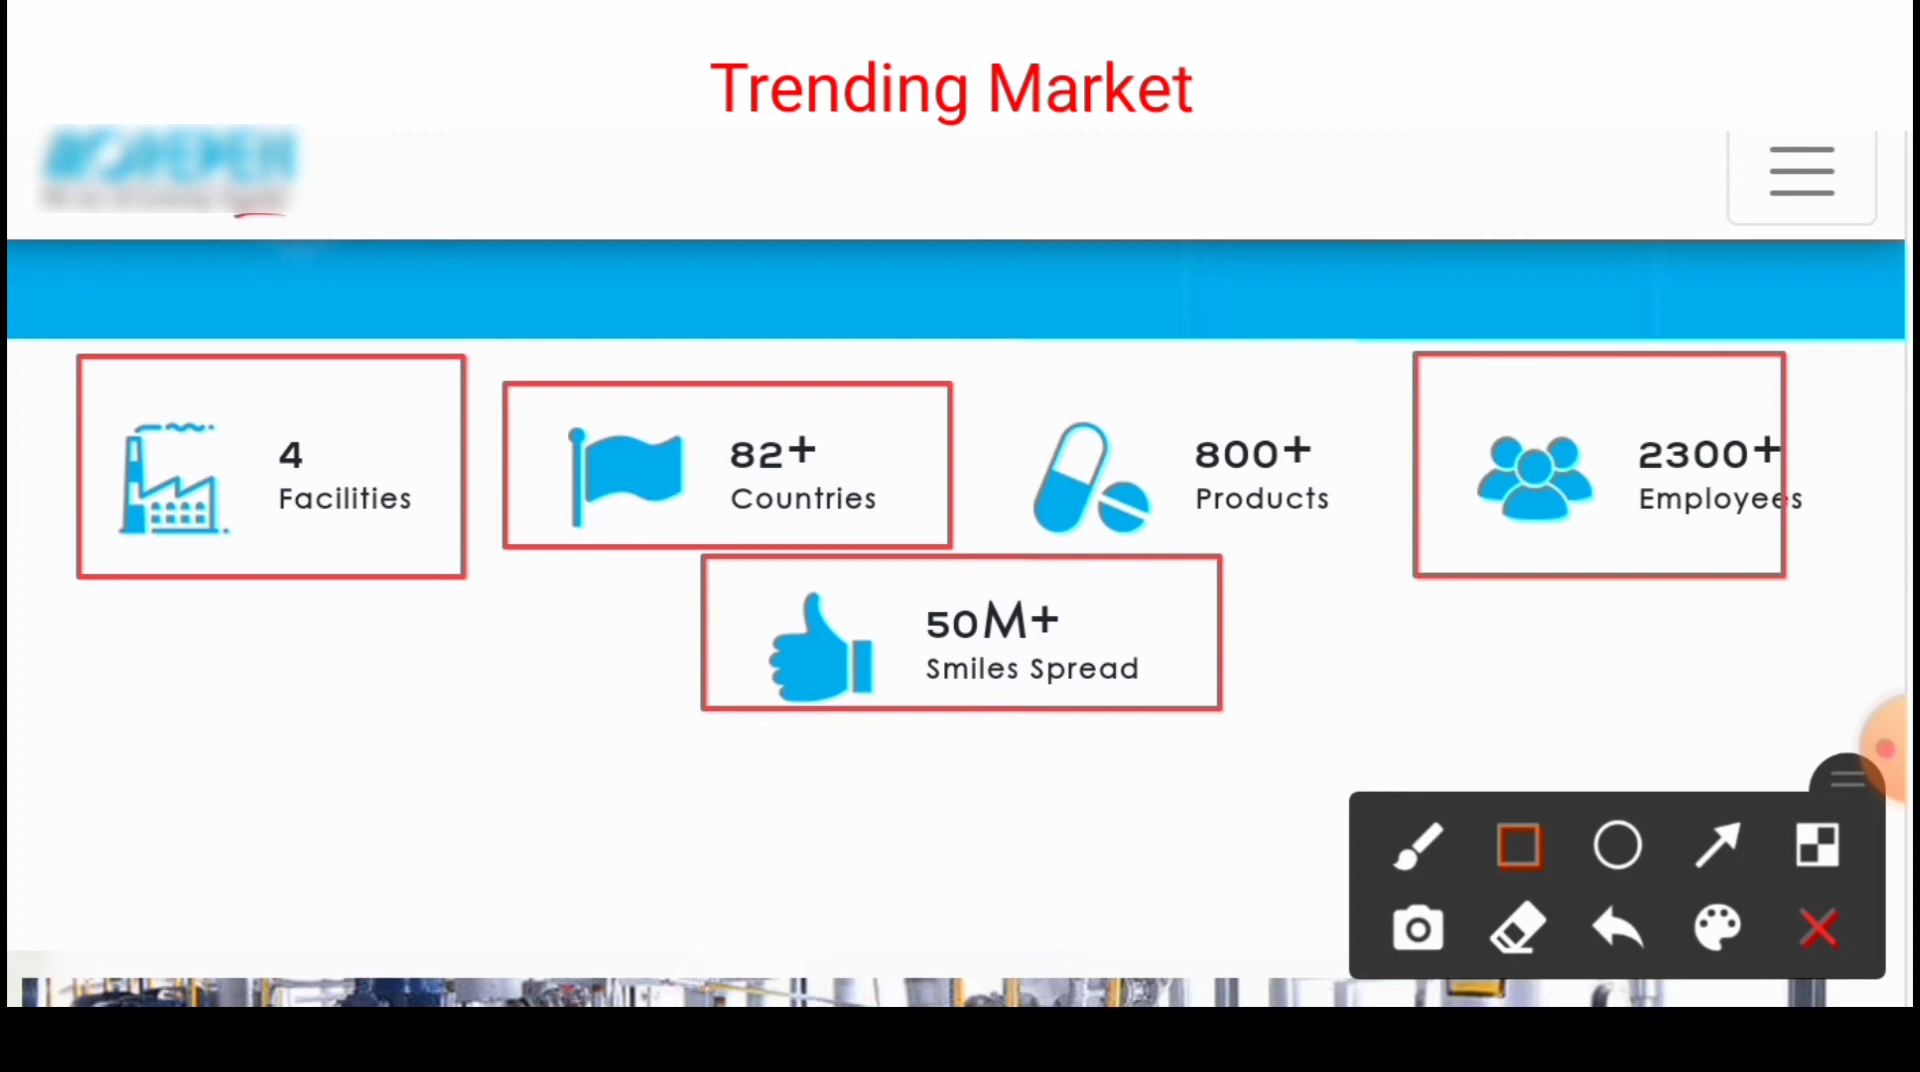 Trending Market
4
Facilities
82+
Countries
800+
Products
2300+
Employees
50M+
Smiles Spread